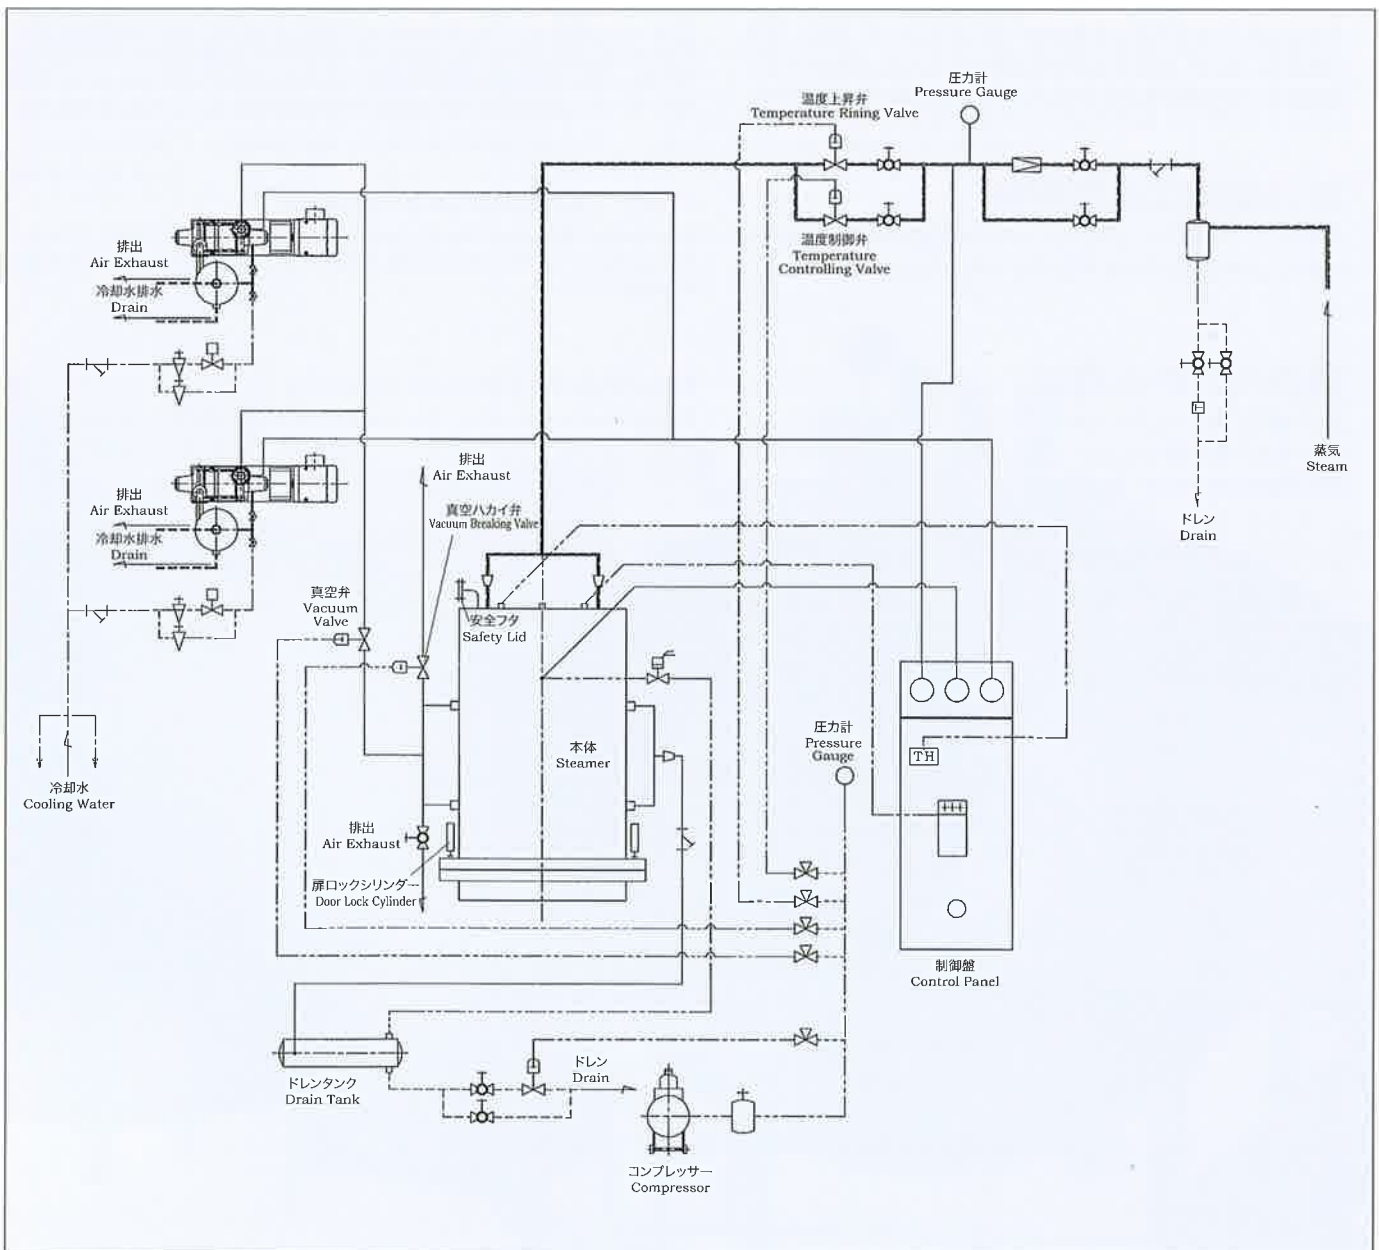 圧力計
Pressure Gauge
温度上昇弁
Temperature Rising Valve
温度制御弁
Temperature
Controlling Valve
排出
Air Exhaust
冷却水排水
Drain
蒸気
Steam
ドレン
Drain
排出
Air Exhaust
真空ハカイ弁
Vacuum Breaking Valve
排出
Air Exhaust
冷却水排水
Drain
真空弁
Vacuum
Valve
安全フタ
Safety Lid
本体
Steamer
圧力計
Pressure
Gauge
TH
冷却水
Cooling Water
排出
Air Exhaust
扉ロックシリンダー
Door Lock Cylinder
制御盤
Control Panel
ドレンタンク
Drain Tank
ドレン
Drain
コンプレッサー
Compressor